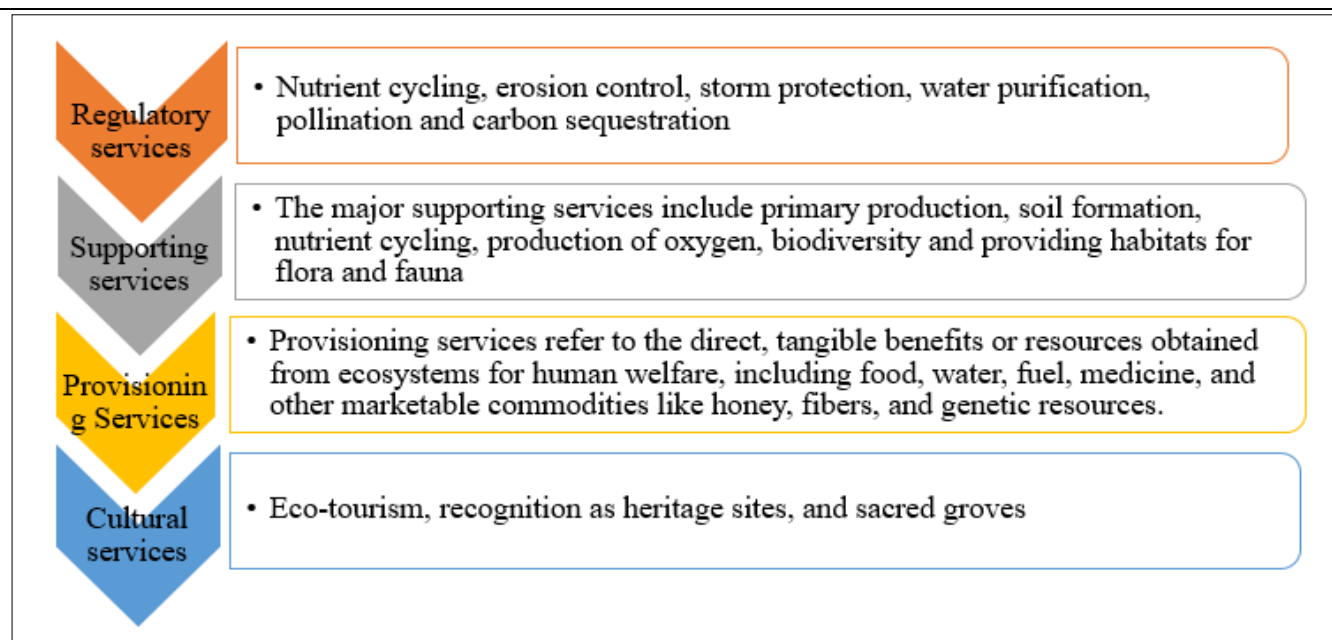 Regulatory
services
• Nutrient cycling, erosion control, storm protection, water purification,
pollination and carbon sequestration
Supporting
services
• The major supporting services include primary production, soil formation,
nutrient cycling, production of oxygen, biodiversity and providing habitats for
flora and fauna
Provisionin
g Services
• Provisioning services refer to the direct, tangible benefits or resources obtained
from ecosystems for human welfare, including food, water, fuel, medicine, and
other marketable commodities like honey, fibers, and genetic resources.
Cultural
services
• Eco-tourism, recognition as heritage sites, and sacred groves